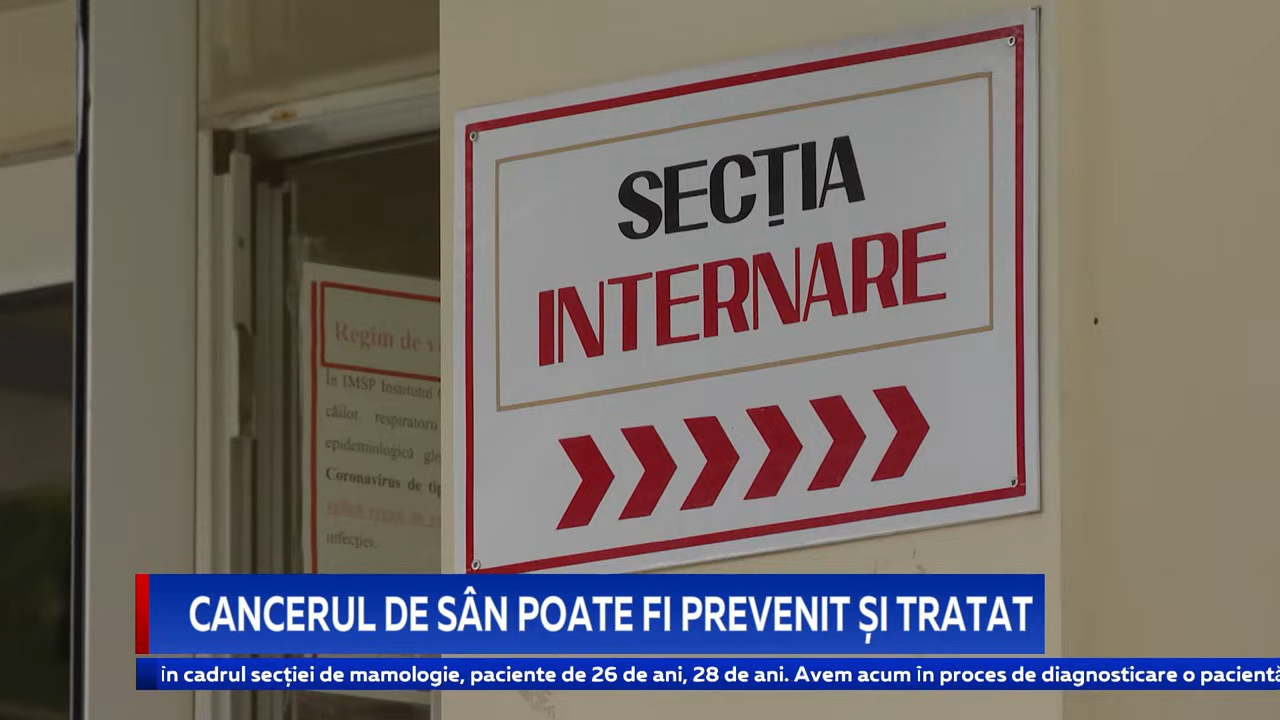 SECȚIA
INTERNARE
Regim de
În IMSP Institutul
căilor respiratorii
epidemiologică
Coronavirus de
infecției.
CANCERUL DE SÂN POATE FI PREVENIT ȘI TRATAT
în cadrul secției de mamologie, paciente de 26 de ani, 28 de ani. Avem acum în proces de diagnosticare o pacientă